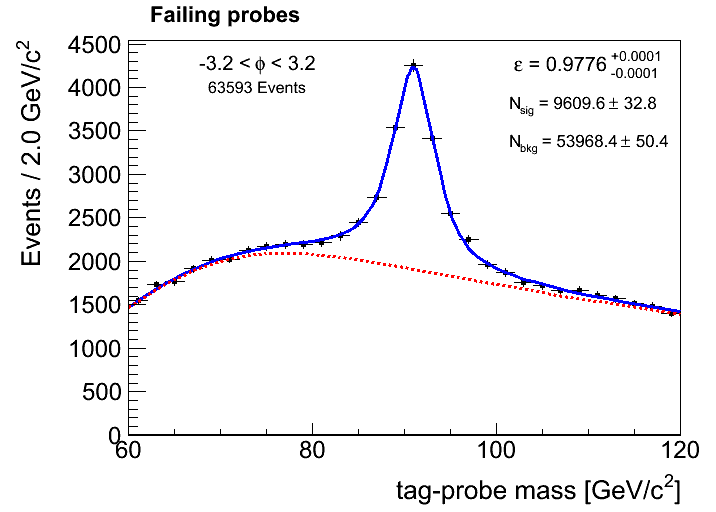 Failing probes
-3.2 < ϕ < 3.2
63593 Events
ε = 0.9776 +0.0001 -0.0001
Nsig = 9609.6 ± 32.8
Nbkg = 53968.4 ± 50.4
Events / 2.0 GeV/c²
4500
4000
3500
3000
2500
2000
1500
1000
500
0
60 80 100 120
tag-probe mass [GeV/c²]